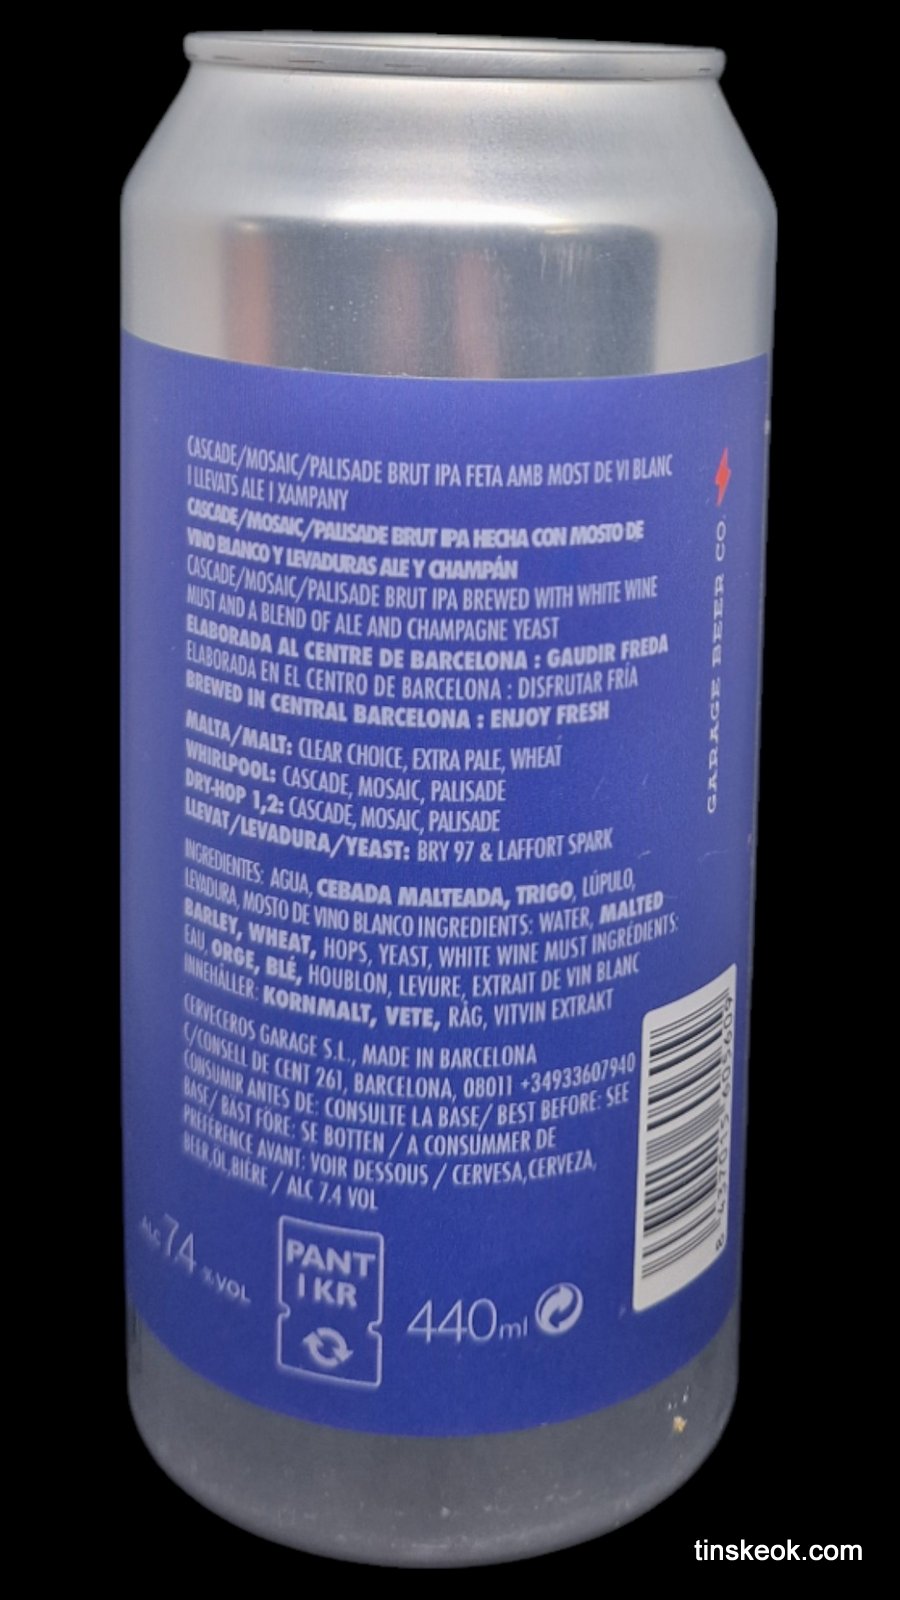 CASCADE/MOSAIC/PALISADE BRUT IPA FETA AMB MOST DE VI BLANC
I LLEVATS ALE I XAMPANY
CASCADE/MOSAIC/PALISADE BRUT IPA HECHA CON MOSTO DE
VINO BLANCO Y LEVADURAS ALE Y CHAMPÁN
CASCADE/MOSAIC/PALISADE BRUT IPA BREWED WITH WHITE WINE
MUST AND A BLEND OF ALE AND CHAMPAGNE YEAST
ELABORADA AL CENTRE DE BARCELONA : GAUDIR FREDA
ELABORADA EN EL CENTRO DE BARCELONA : DISFRUTAR FRÍA
BREWED IN CENTRAL BARCELONA : ENJOY FRESH
MALTA/MALT: CLEAR CHOICE, EXTRA PALE, WHEAT
WHIRLPOOL: CASCADE, MOSAIC, PALISADE
DRY-HOP 1,2: CASCADE, MOSAIC, PALISADE
LLEVAT/LEVADURA/YEAST: BRY 97 & LAFFORT SPARK
INGREDIENTES: AGUA, CEBADA MALTEADA, TRIGO, LÚPULO,
LEVADURA, MOSTO DE VINO BLANCO INGREDIENTS: WATER, MALTED
BARLEY, WHEAT, HOPS, YEAST, WHITE WINE MUST INGRÉDIENTS:
EAU, ORGE, BLÉ, HOUBLON, LEVURE, EXTRAIT DE VIN BLANC
INNEHÅLLER: KORNMALT, VETE, RÅG, VITVIN EXTRAKT
CERVECEROS GARAGE S.L., MADE IN BARCELONA
C/CONSELL DE CENT 261, BARCELONA, 08011 +34933607940
CONSUMIR ANTES DE: CONSULTE LA BASE/ BEST BEFORE: SEE
BASE/ BÄST FÖRE: SE BOTTEN / A CONSUMMER DE
PRÉFÉRENCE AVANT: VOIR DESSOUS / CERVESA,CERVEZA,
BEER,ÖL,BIÈRE / ALC 7.4 VOL
ALC 7,4 % VOL
PANT
1 KR
440ml
GARAGE BEER CO.
8 437015 605609
tinskeok.com